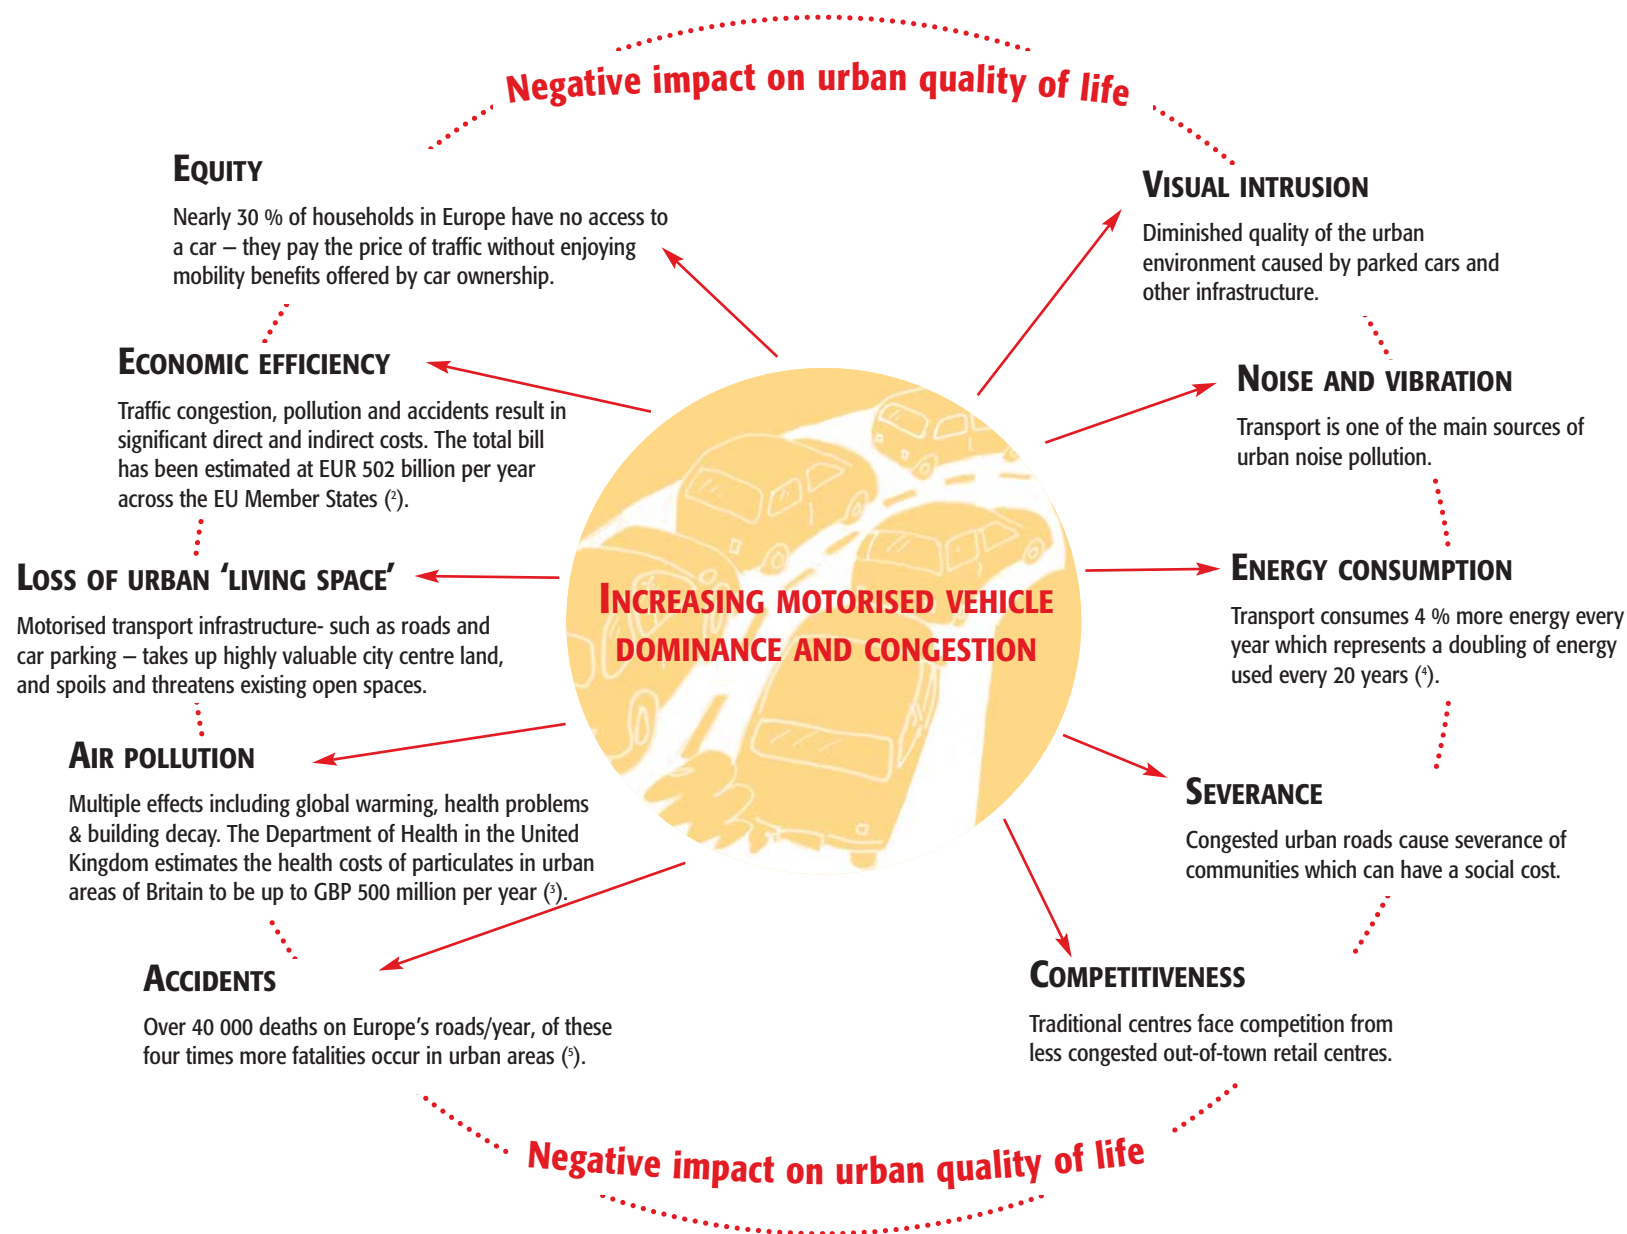 Negative impact on urban quality of life
EQUITY
Nearly 30 % of households in Europe have no access to
a car – they pay the price of traffic without enjoying
mobility benefits offered by car ownership.
ECONOMIC EFFICIENCY
Traffic congestion, pollution and accidents result in
significant direct and indirect costs. The total bill
has been estimated at EUR 502 billion per year
across the EU Member States (²).
LOSS OF URBAN ‘LIVING SPACE’
Motorised transport infrastructure- such as roads and
car parking – takes up highly valuable city centre land,
and spoils and threatens existing open spaces.
AIR POLLUTION
Multiple effects including global warming, health problems
& building decay. The Department of Health in the United
Kingdom estimates the health costs of particulates in urban
areas of Britain to be up to GBP 500 million per year (³).
ACCIDENTS
Over 40 000 deaths on Europe’s roads/year, of these
four times more fatalities occur in urban areas (⁵).
INCREASING MOTORISED VEHICLE
DOMINANCE AND CONGESTION
VISUAL INTRUSION
Diminished quality of the urban
environment caused by parked cars and
other infrastructure.
NOISE AND VIBRATION
Transport is one of the main sources of
urban noise pollution.
ENERGY CONSUMPTION
Transport consumes 4 % more energy every
year which represents a doubling of energy
used every 20 years (⁴).
SEVERANCE
Congested urban roads cause severance of
communities which can have a social cost.
COMPETITIVENESS
Traditional centres face competition from
less congested out-of-town retail centres.
Negative impact on urban quality of life